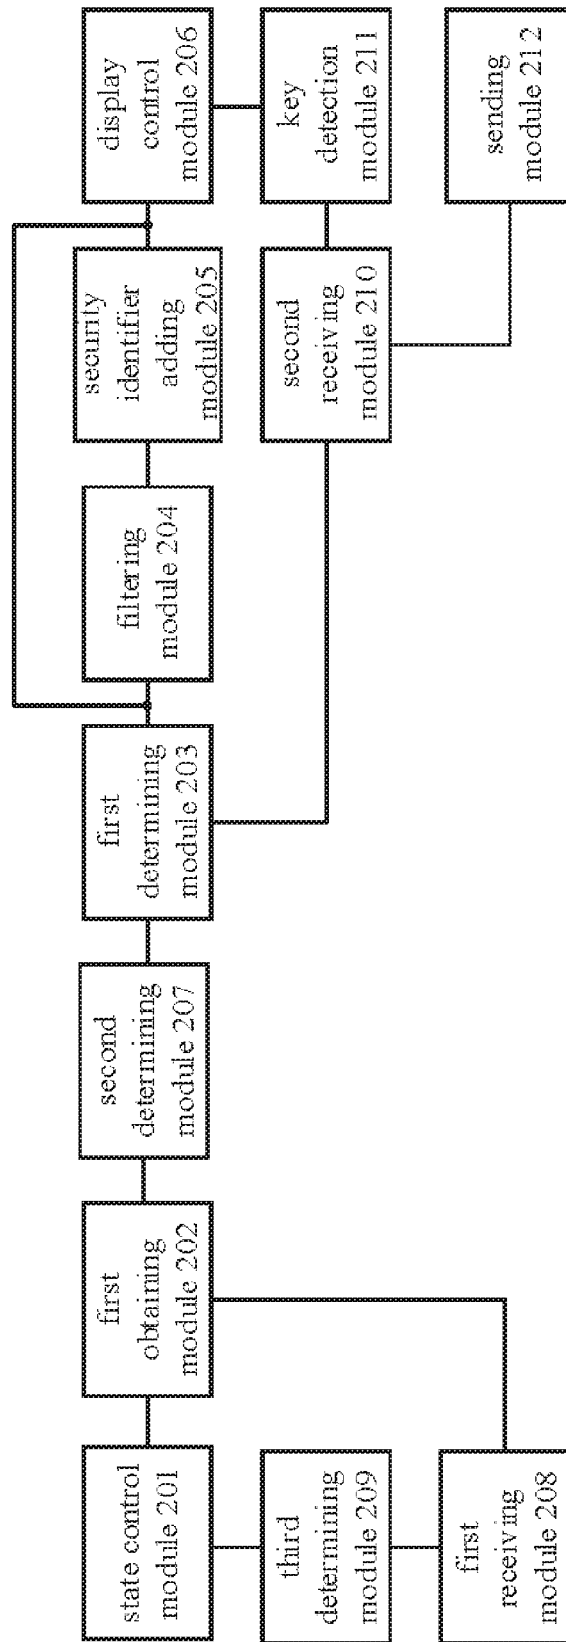 state control
module 201
first
obtaining
module 202
second
determining
module 207
first
determining
module 203
filtering
module 204
security
identifier
adding
module 205
display
control
module 206
third
determining
module 209
second
receiving
module 210
key
detection
module 211
first
receiving
module 208
sending
module 212